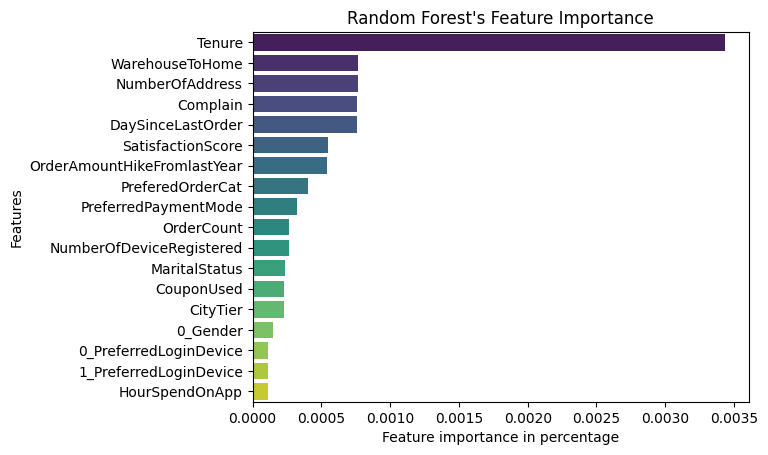 Random Forest's Feature Importance
Features
Tenure
WarehouseToHome
NumberOfAddress
Complain
DaySinceLastOrder
SatisfactionScore
OrderAmountHikeFromlastYear
PreferedOrderCat
PreferredPaymentMode
OrderCount
NumberOfDeviceRegistered
MaritalStatus
CouponUsed
CityTier
0_Gender
0_PreferredLoginDevice
1_PreferredLoginDevice
HourSpendOnApp
0.0000 0.0005 0.0010 0.0015 0.0020 0.0025 0.0030 0.0035
Feature importance in percentage